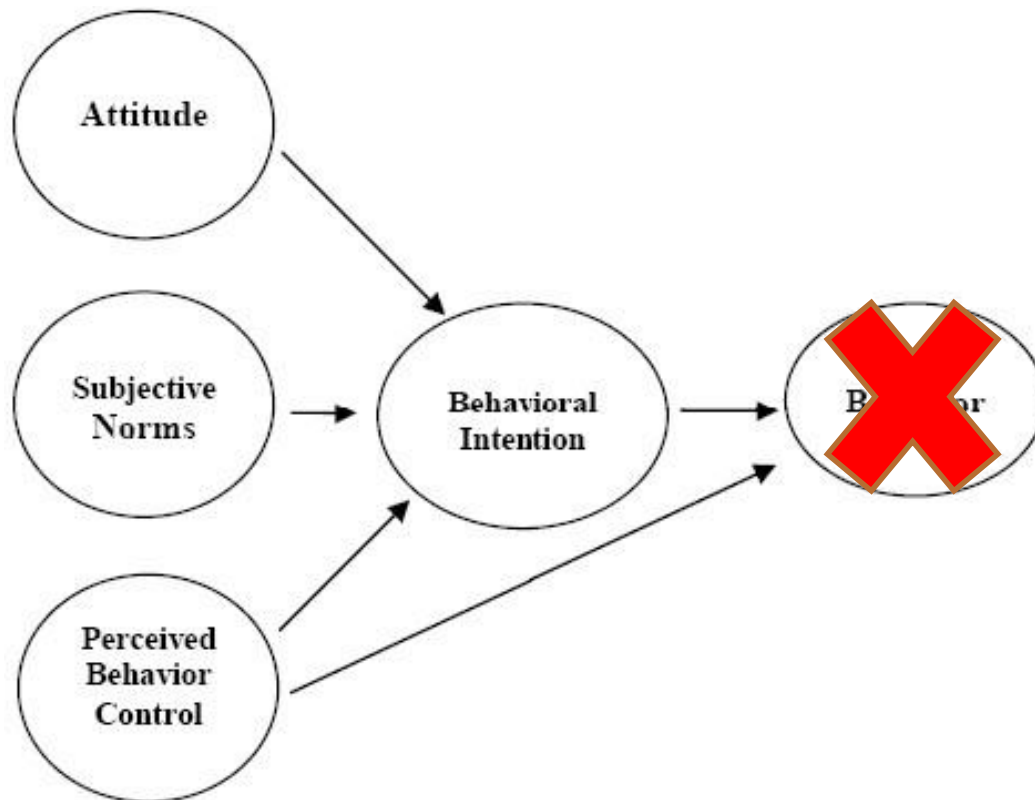 Attitude
Subjective
Norms
Behavioral
Intention
Perceived
Behavior
Control